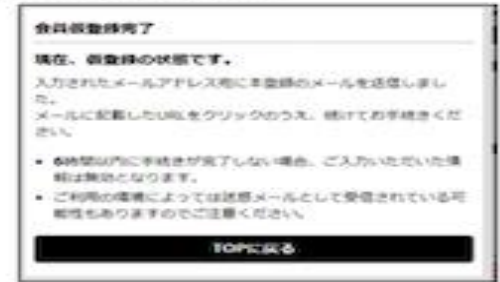 会員仮登録完了
現在、仮登録の状態です。
入力されたメールアドレス宛に本登録のメールを送信しまし
た。
メールに記載したURLをクリックのうえ、続けてお手続きくだ
さい。
• 6時間以内に手続きが完了しない場合、ご入力いただいた情
報は無効となります。
• ご利用の環境によっては迷惑メールとして受信されている可
能性もありますのでご注意ください。
TOPに戻る